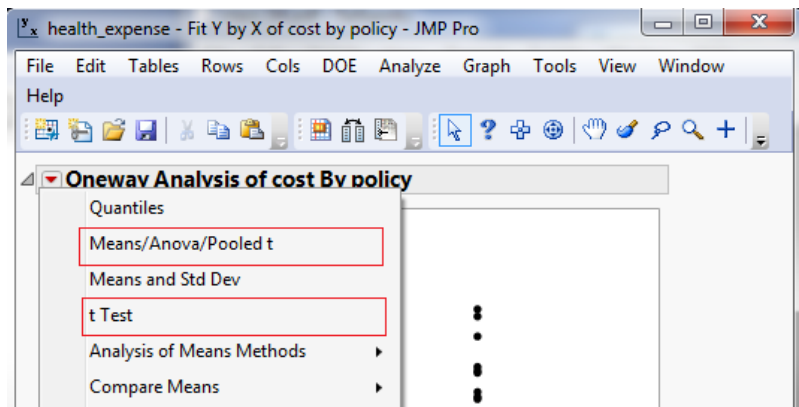 health_expense - Fit Y by X of cost by policy - JMP Pro
File Edit Tables Rows Cols DOE Analyze Graph Tools View Window
Help
Oneway Analysis of cost By policy
Quantiles
Means/Anova/Pooled t
Means and Std Dev
t Test
Analysis of Means Methods
Compare Means